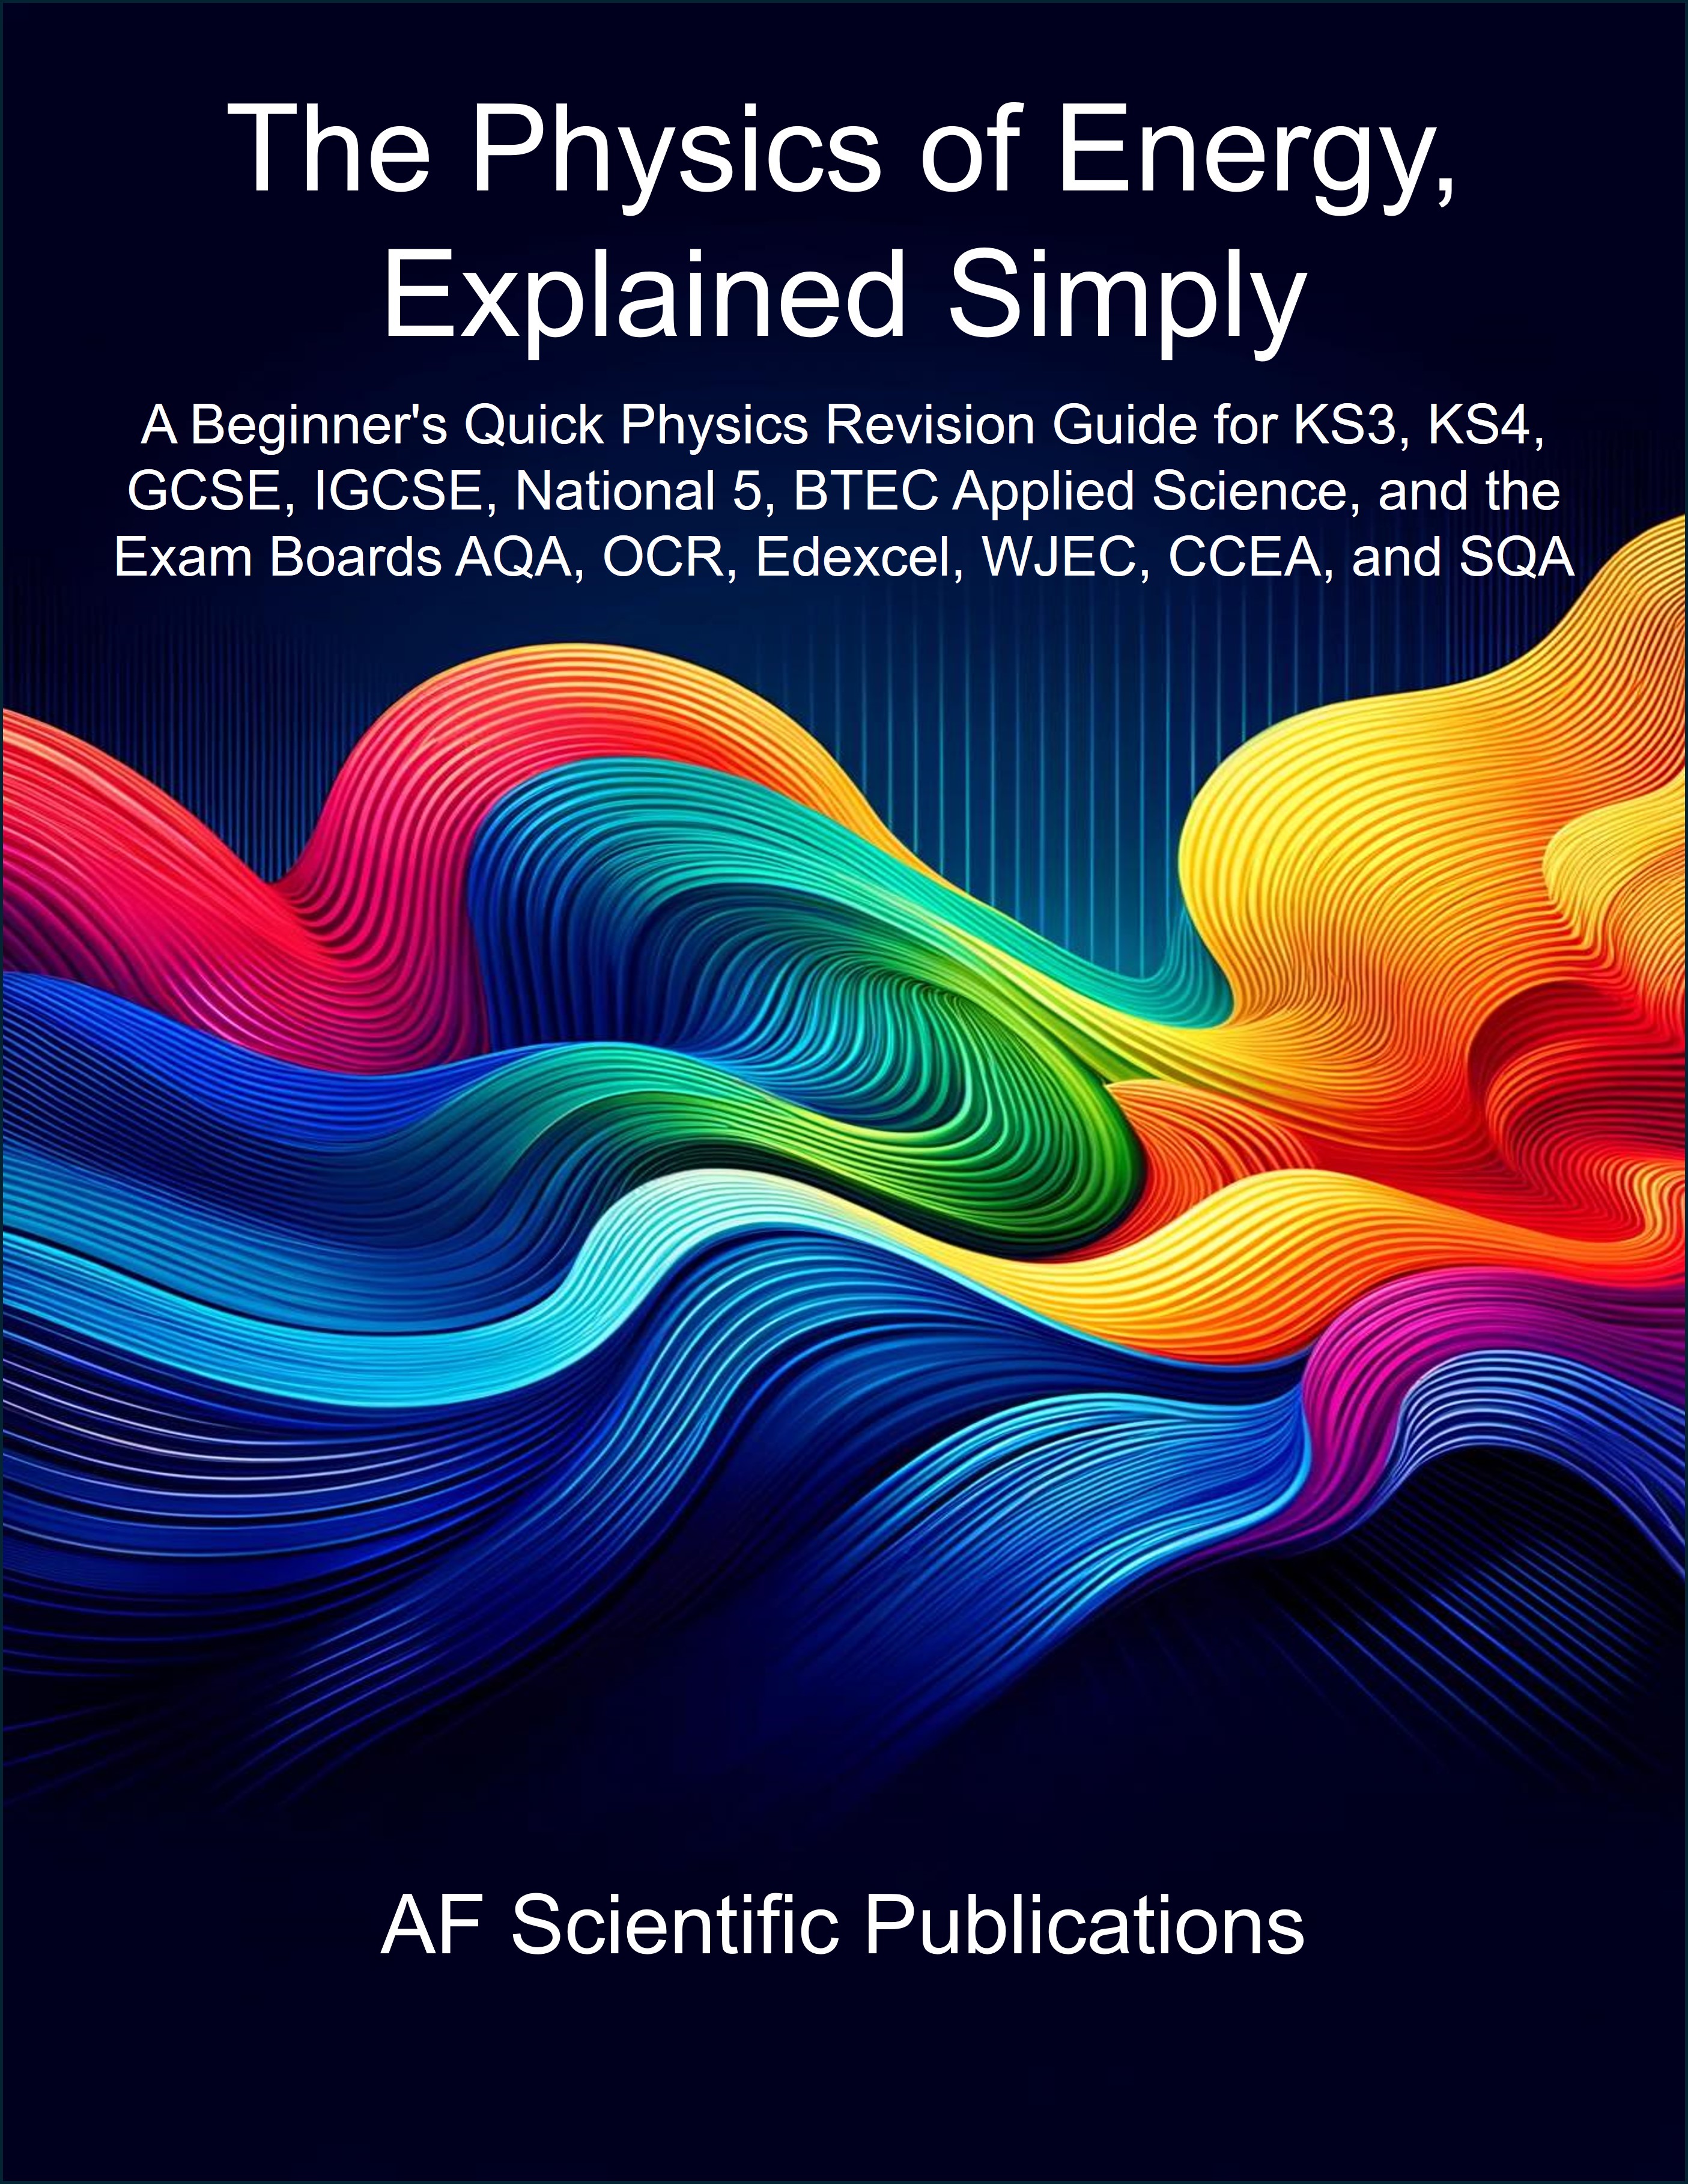 The Physics of Energy,
Explained Simply
A Beginner's Quick Physics Revision Guide for KS3, KS4,
GCSE, IGCSE, National 5, BTEC Applied Science, and the
Exam Boards AQA, OCR, Edexcel, WJEC, CCEA, and SQA
AF Scientific Publications